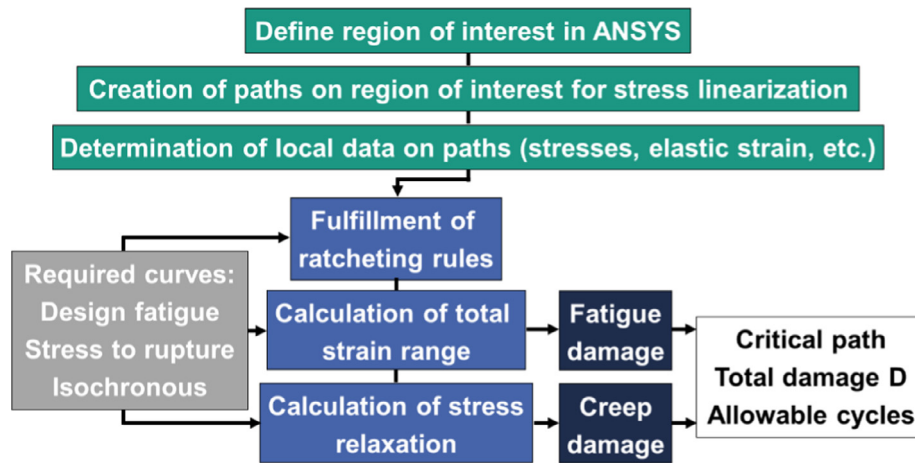 Define region of interest in ANSYS
Creation of paths on region of interest for stress linearization
Determination of local data on paths (stresses, elastic strain, etc.)
Fulfillment of
ratcheting rules
Required curves:
Design fatigue
Stress to rupture
Isochronous
Calculation of total
strain range
Fatigue
damage
Calculation of stress
relaxation
Creep
damage
Critical path
Total damage D
Allowable cycles